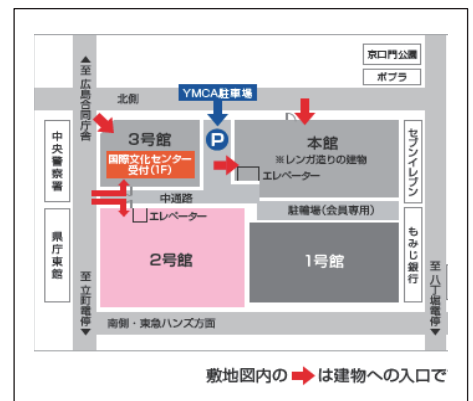 京口門公園
ポプラ
▲至広島合同庁舎
北側
YMCA駐車場
P
3号館
国際文化センター
受付(1F)
本館
※レンガ造りの建物
エレベーター
中央警察署
セブンイレブン
中通路
駐輪場(会員専用)
エレベーター
県庁東館
2号館
1号館
もみじ銀行
至立町電停▼
至八丁堀電停▼
南側・東急ハンズ方面
敷地図内の➡は建物への入口で